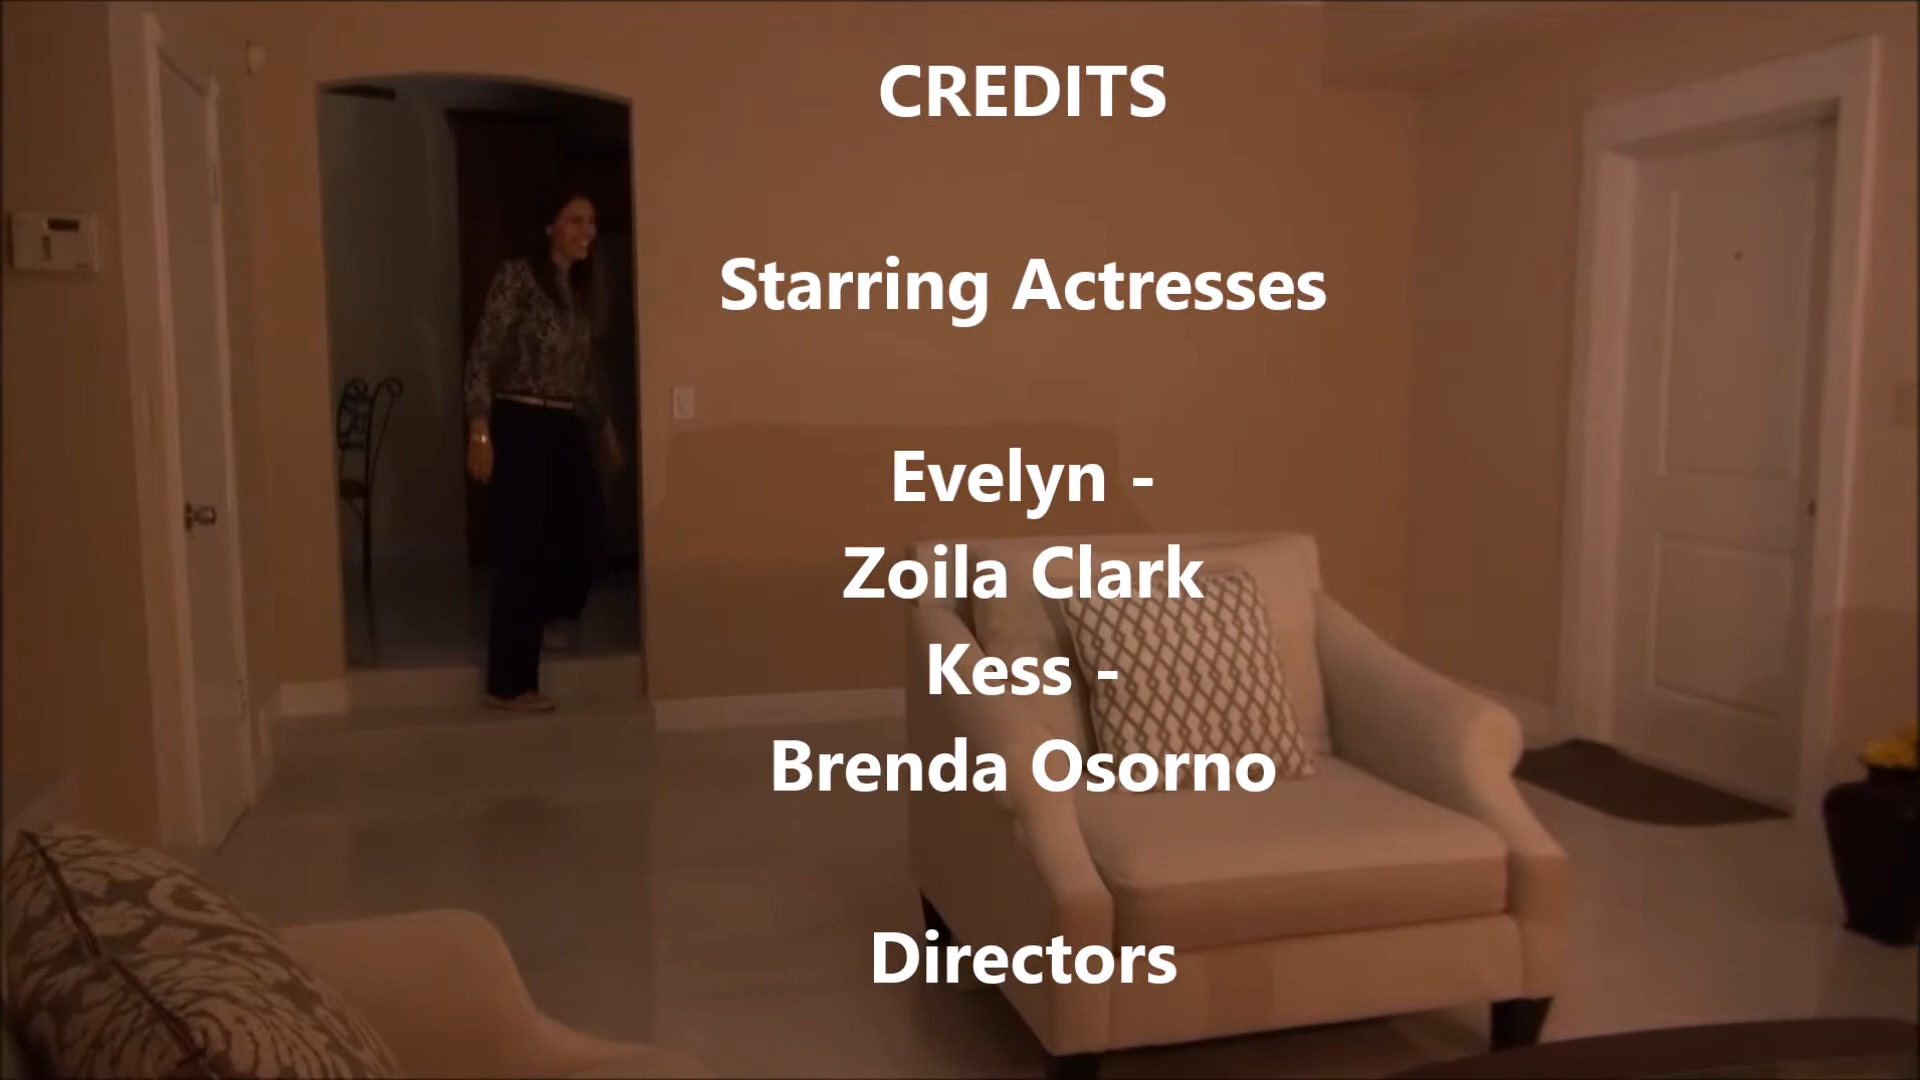 CREDITS
Starring Actresses
Evelyn -
Zoila Clark
Kess -
Brenda Osorno
Directors